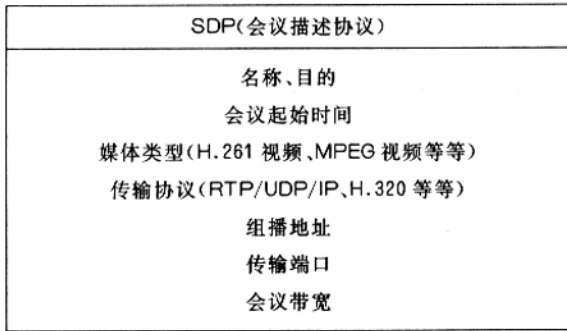 SDP(会议描述协议)
名称、目的
会议起始时间
媒体类型(H.261 视频、MPEG 视频等等)
传输协议(RTP/UDP/IP、H.320 等等)
组播地址
传输端口
会议带宽